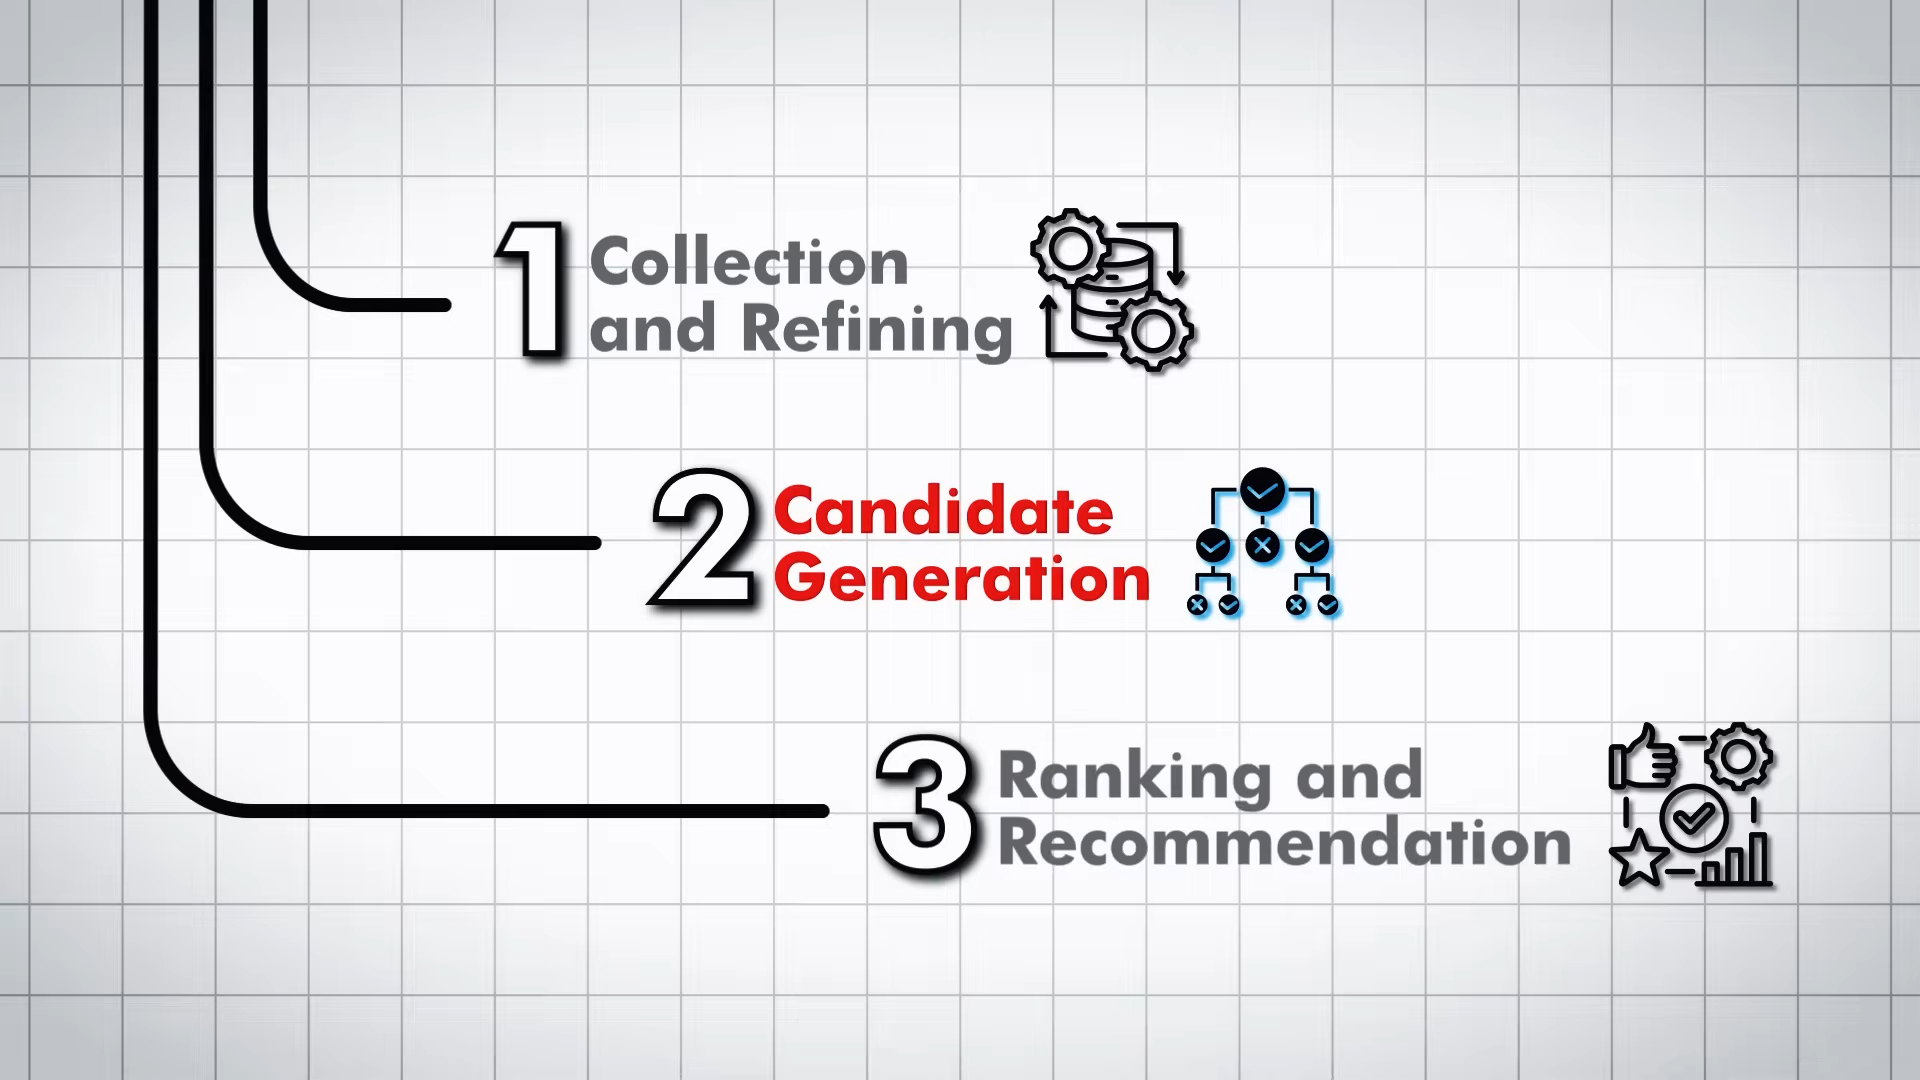 1 Collection
and Refining
2 Candidate
Generation
3 Ranking and
Recommendation